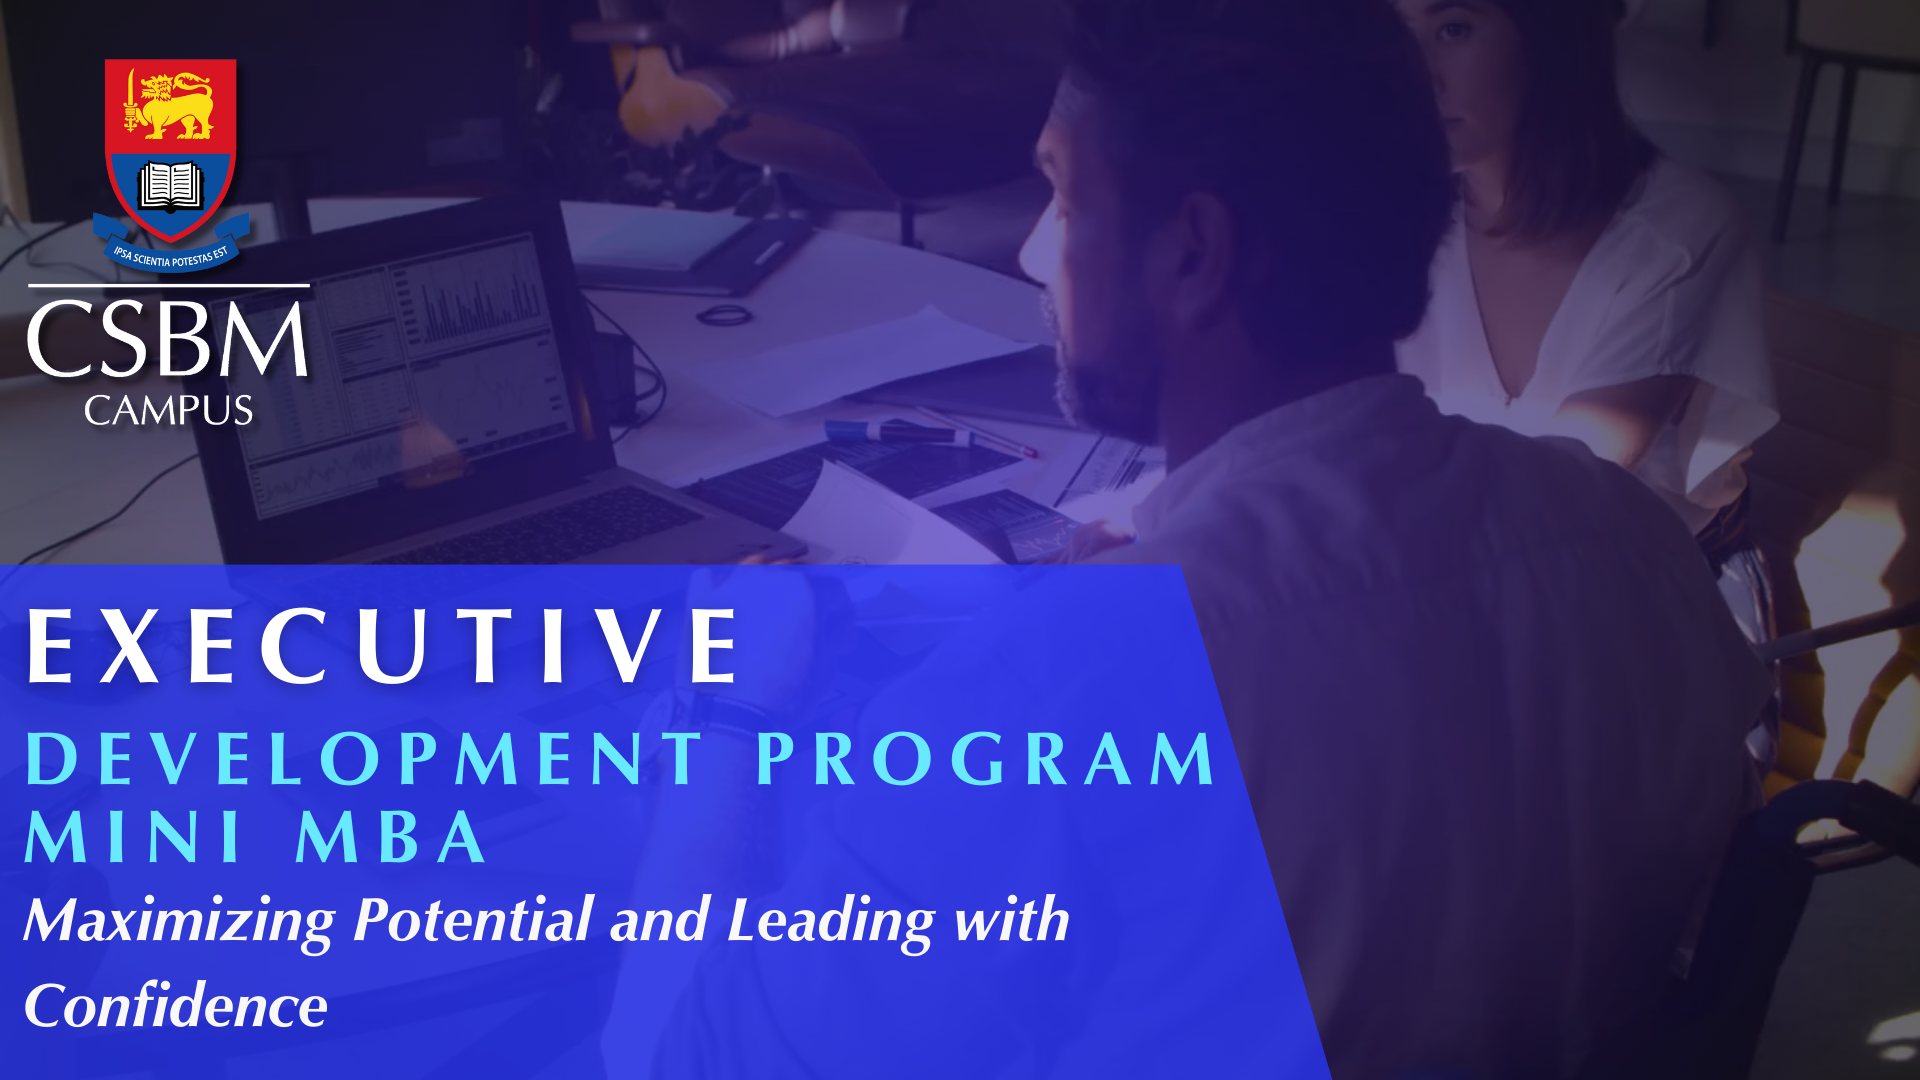 IPSA SCIENTIA POTESTAS EST
CSBM
CAMPUS
EXECUTIVE
DEVELOPMENT PROGRAM
MINI MBA
Maximizing Potential and Leading with
Confidence